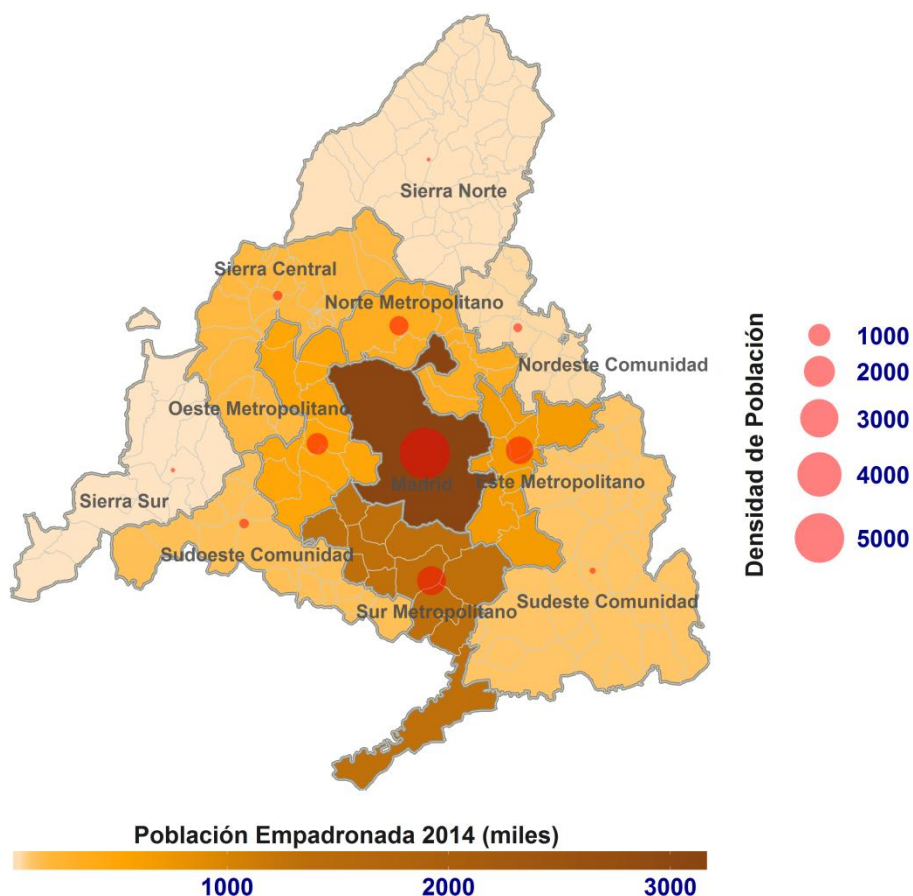 Sierra Norte
Sierra Central
Norte Metropolitano
Nordeste Comunidad
Oeste Metropolitano
Madrid
Este Metropolitano
Sierra Sur
Sudoeste Comunidad
Sur Metropolitano
Sudeste Comunidad
Densidad de Población
1000
2000
3000
4000
5000
Población Empadronada 2014 (miles)
1000 2000 3000